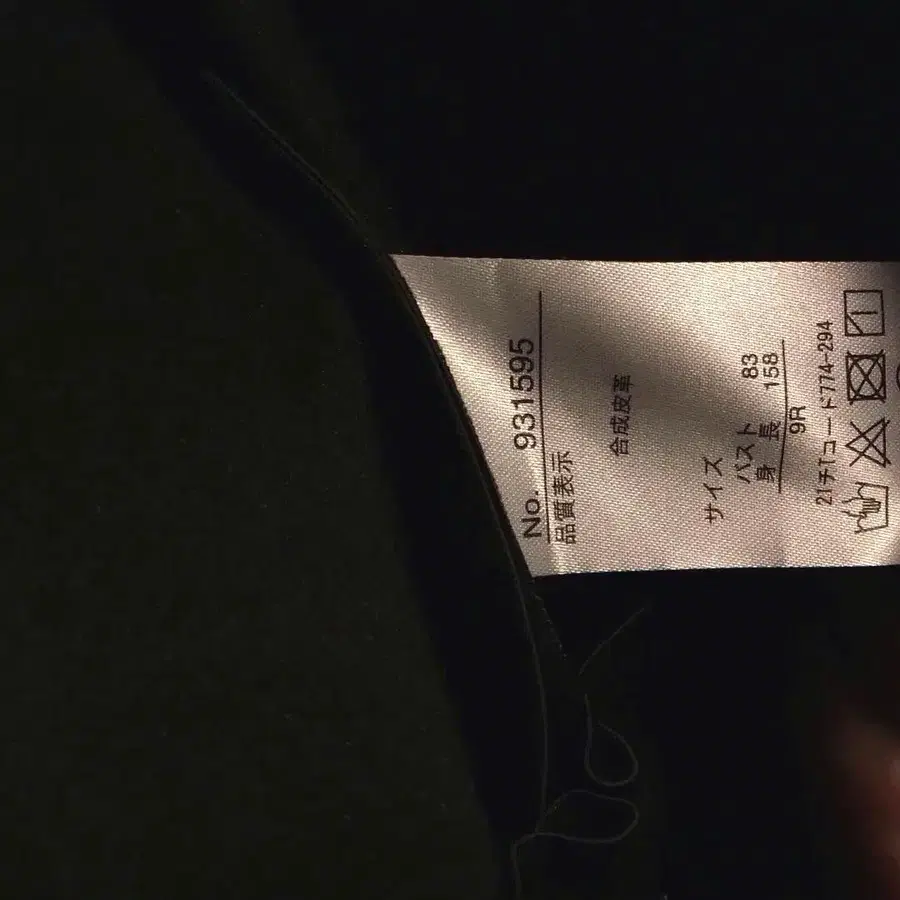 No. 931595
品質表示
合成皮革
サイズ
バスト 83
身 長 158
9R
21チTコード774-294